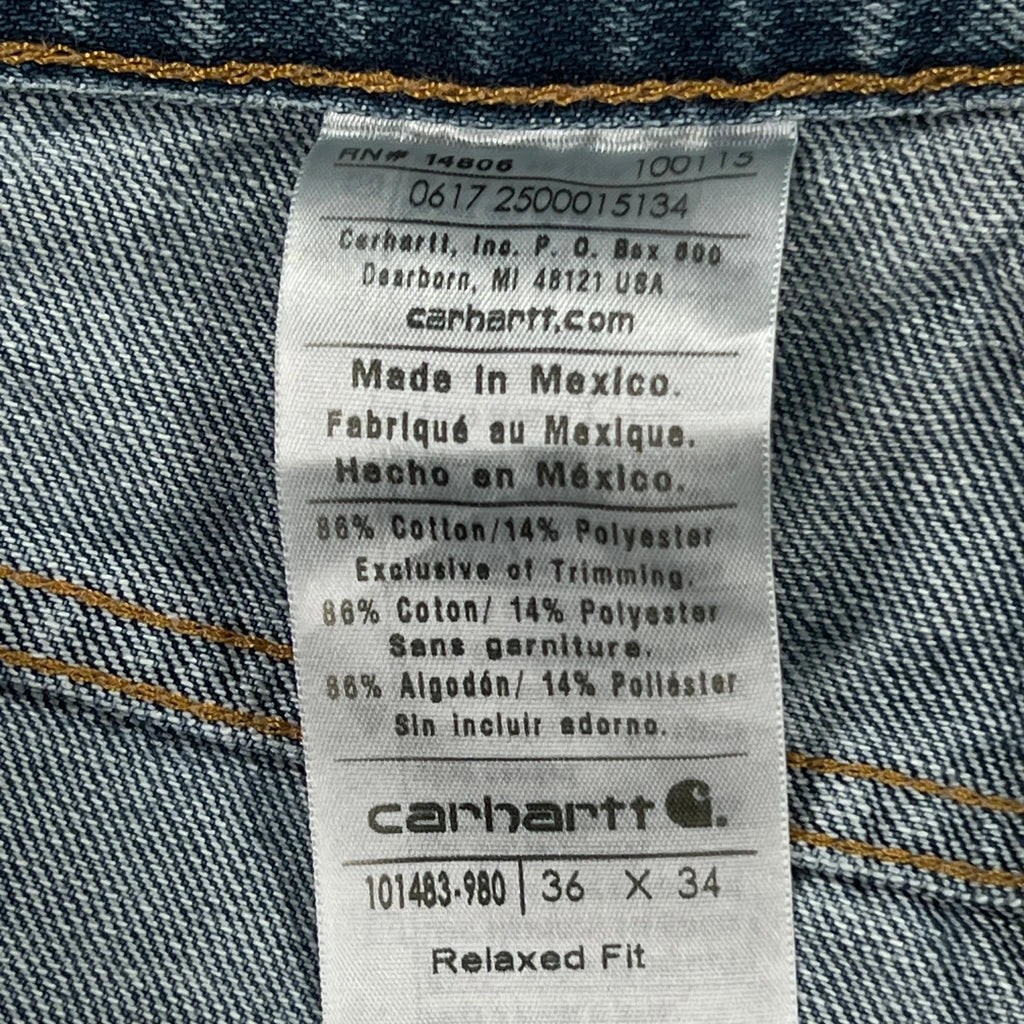 RN# 14806 100115
0617 2500015134
Carhartt, Inc. P. O. Box 600
Dearborn, MI 48121 USA
carhartt.com
Made in Mexico.
Fabriqué au Mexique.
Hecho en México.
86% Cotton/14% Polyester
Exclusive of Trimming.
86% Coton/ 14% Polyester
Sans garniture.
86% Algodón/ 14% Poliéster
Sin incluir adorno.
carhartt
101483-980 | 36 X 34
Relaxed Fit